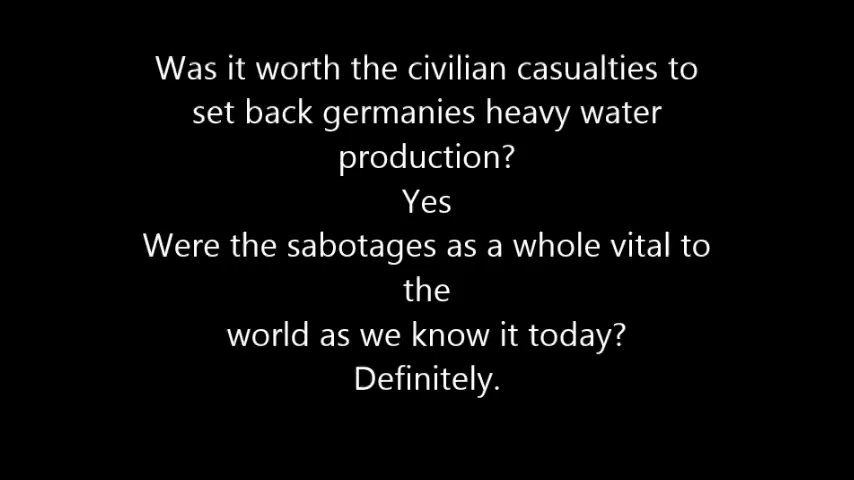 Was it worth the civilian casualties to
set back germanies heavy water
production?
Yes
Were the sabotages as a whole vital to
the
world as we know it today?
Definitely.